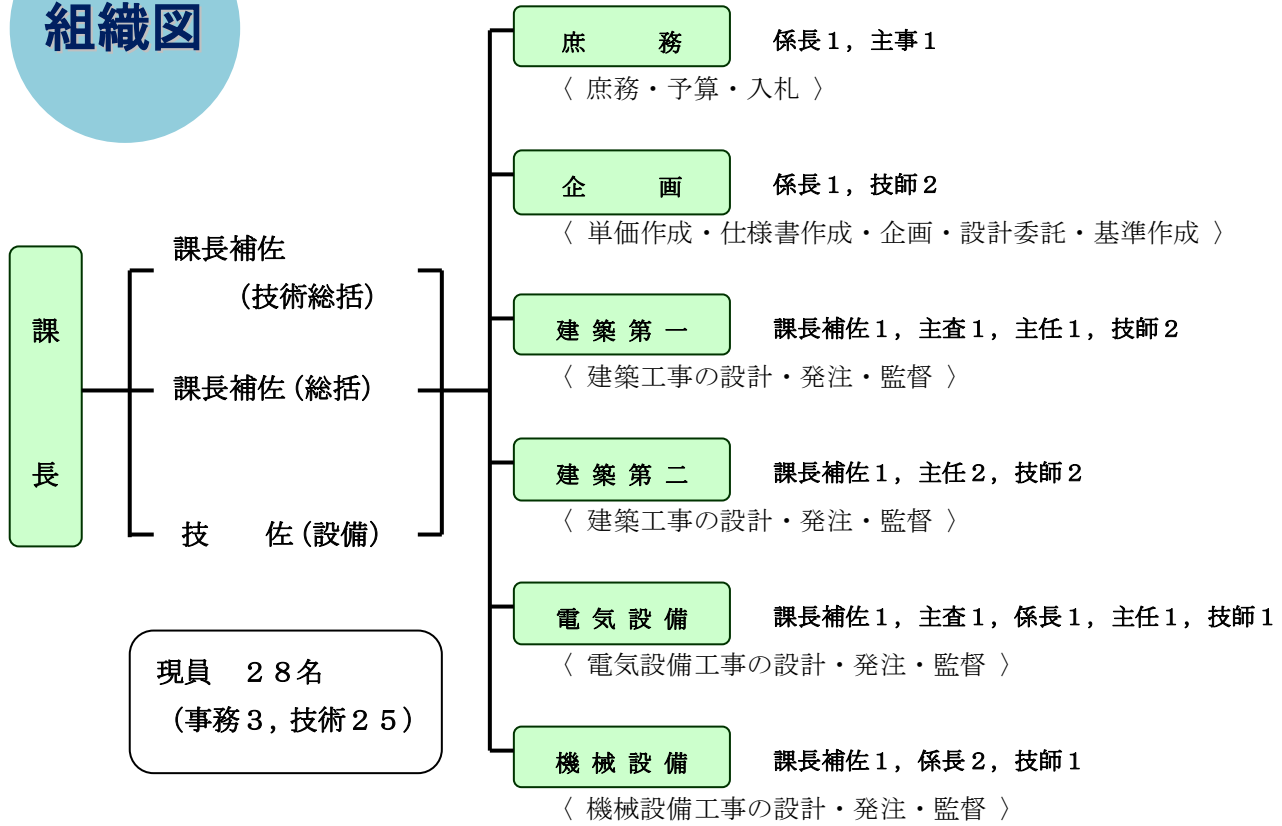 組織図
課
長
課長補佐
（技術総括）
課長補佐（総括）
技　　佐（設備）
現員　２８名
（事務３，技術２５）
庶　　務　係長１，主事１
〈 庶務・予算・入札 〉
企　　画　係長１，技師２
〈 単価作成・仕様書作成・企画・設計委託・基準作成 〉
建築第一　課長補佐１，主査１，主任１，技師２
〈 建築工事の設計・発注・監督 〉
建築第二　課長補佐１，主任２，技師２
〈 建築工事の設計・発注・監督 〉
電気設備　課長補佐１，主査１，係長１，主任１，技師１
〈 電気設備工事の設計・発注・監督 〉
機械設備　課長補佐１，係長２，技師１
〈 機械設備工事の設計・発注・監督 〉